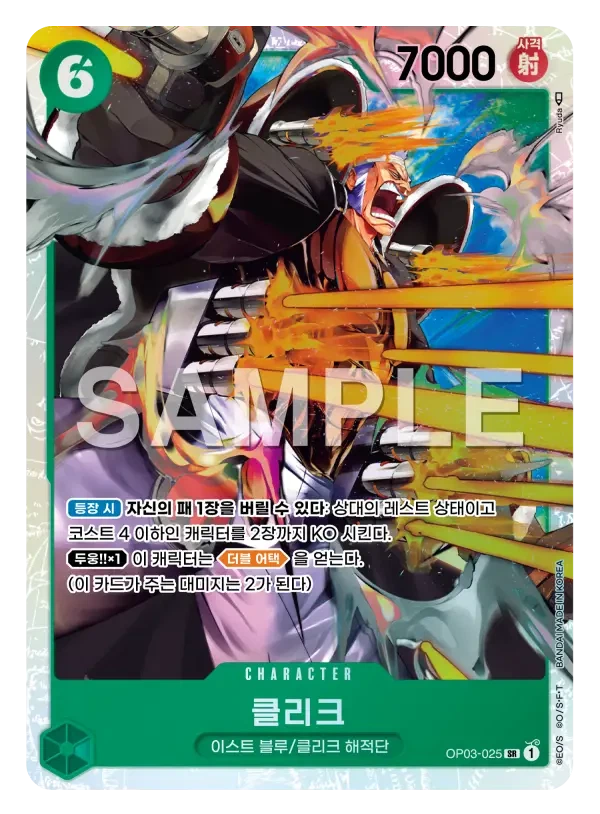 6
7000
사격
射
Ryuda
SAMPLE
등장 시 자신의 패 1장을 버릴 수 있다: 상대의 레스트 상태이고
코스트 4 이하인 캐릭터를 2장까지 KO 시킨다.
두웅!!×1 이 캐릭터는 더블 어택 을 얻는다.
(이 카드가 주는 대미지는 2가 된다)
CHARACTER
클리크
이스트 블루/클리크 해적단
OP03-025 SR 1
©EO/S ©O/S·F·T BANDAI MADE IN KOREA